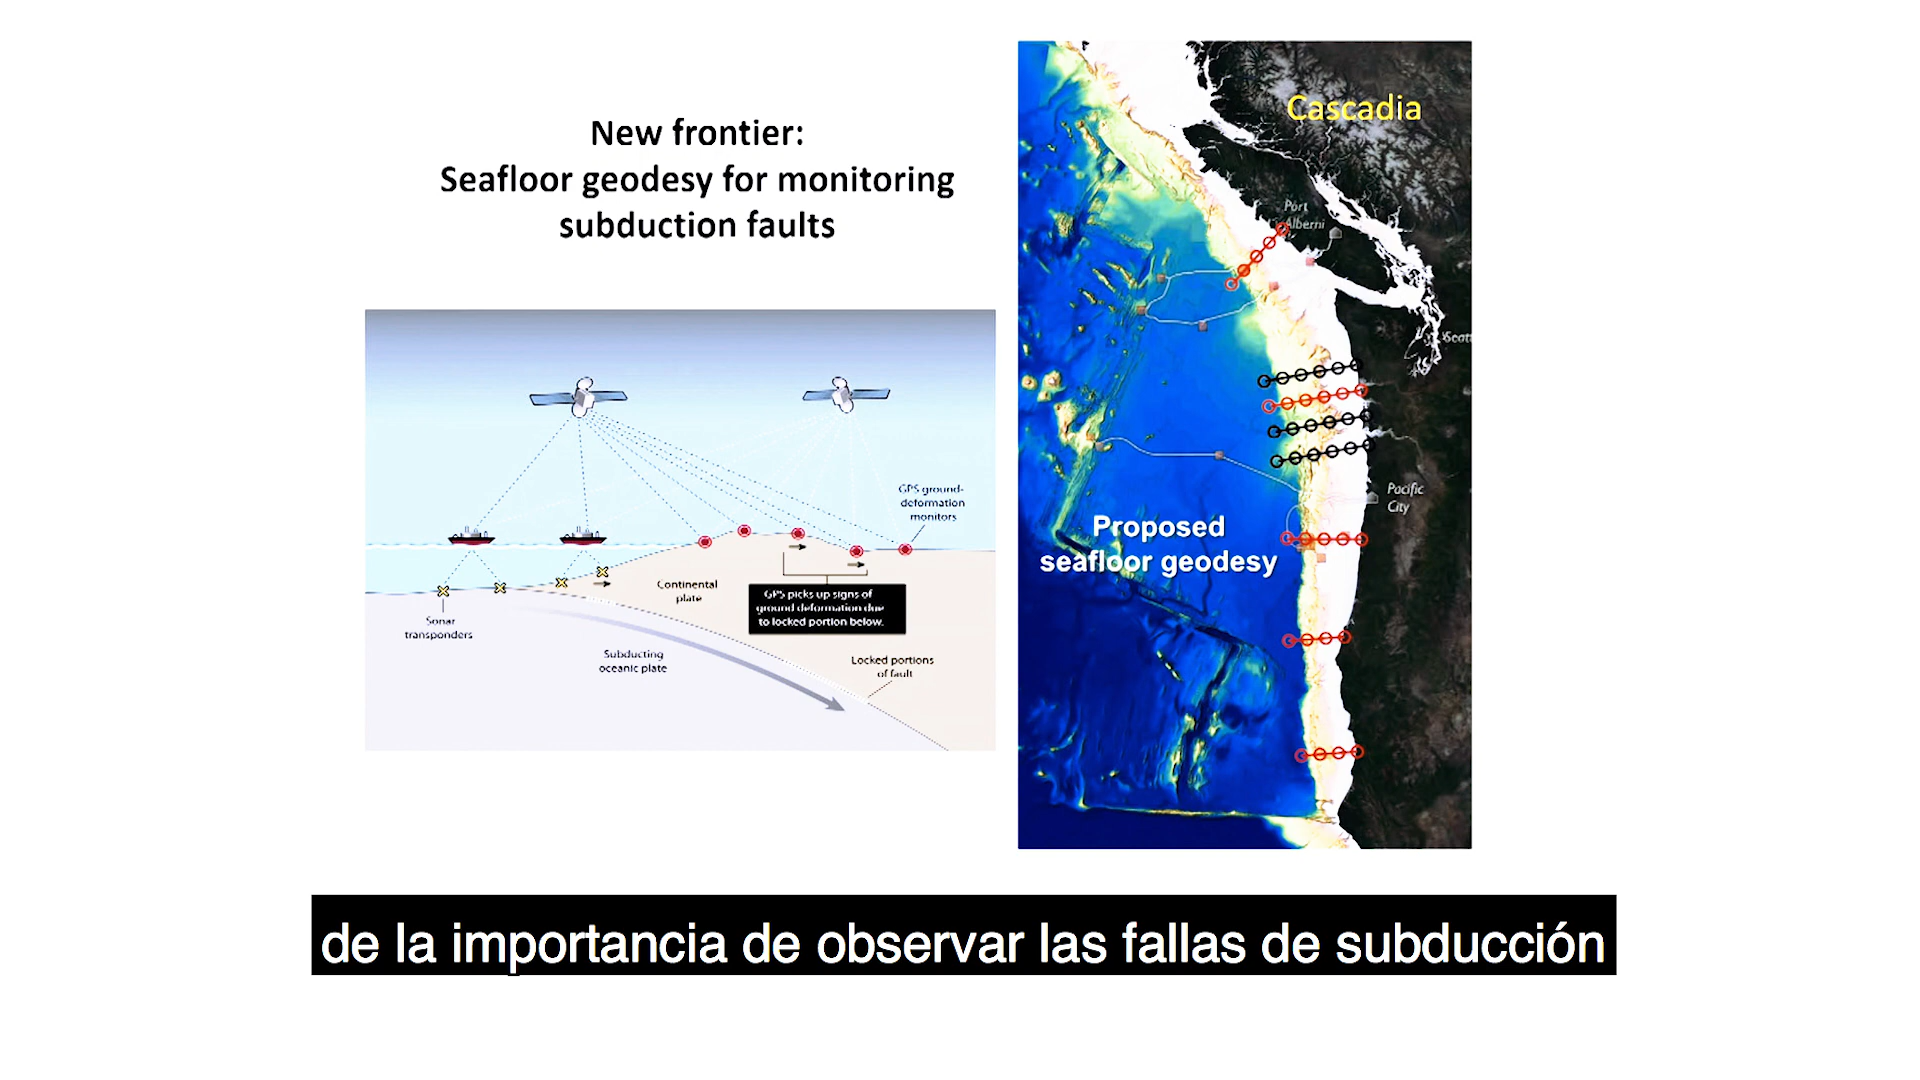 New frontier:
Seafloor geodesy for monitoring
subduction faults
GPS ground-
deformation
monitors
Continental
plate
GPS picks up signs of
ground deformation due
to locked portion below.
Sonar
transponders
Subducting
oceanic plate
Locked portions
of fault
Cascadia
Port
Alberni
Pacific
City
Proposed
seafloor geodesy
de la importancia de observar las fallas de subducción